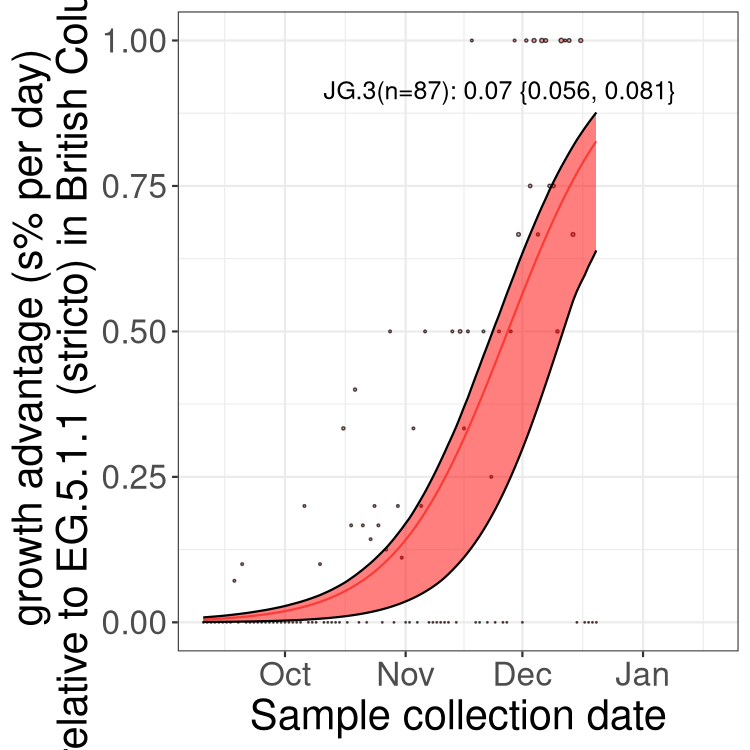 growth advantage (s% per day)
relative to EG.5.1.1 (stricto) in British
JG.3(n=87): 0.07 {0.056, 0.081}
1.00
0.75
0.50
0.25
0.00
Oct Nov Dec Jan
Sample collection date